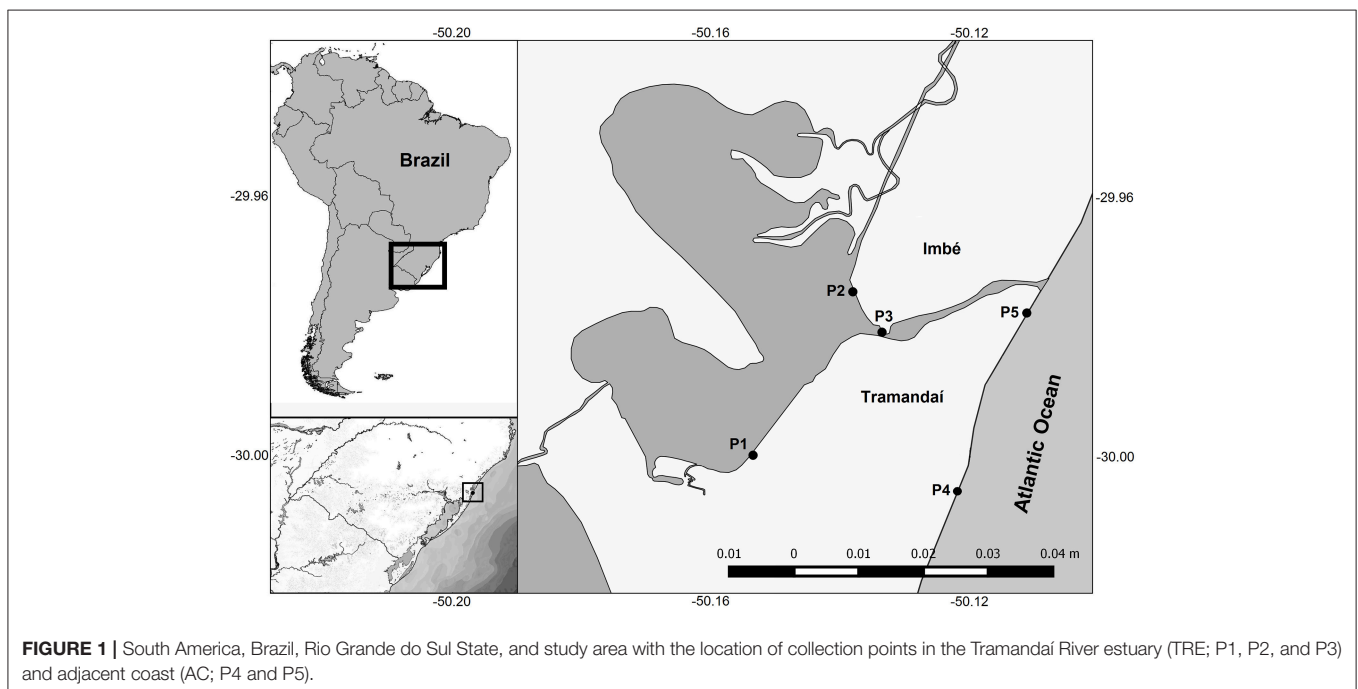 -50.20 -50.16 -50.12
Brazil
-29.96 -29.96
Imbé
P2
P3
P5
Tramandaí
Atlantic Ocean
P1
-30.00 -30.00
P4
0.01 0 0.01 0.02 0.03 0.04 m
-50.20 -50.16 -50.12
FIGURE 1 | South America, Brazil, Rio Grande do Sul State, and study area with the location of collection points in the Tramandaí River estuary (TRE; P1, P2, and P3)
and adjacent coast (AC; P4 and P5).